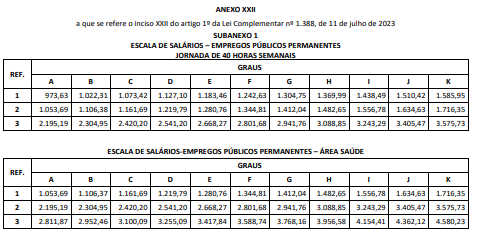 ANEXO XXII
a que se refere o inciso XXII do artigo 1º da Lei Complementar nº 1.388, de 11 de julho de 2023
SUBANEXO 1
ESCALA DE SALÁRIOS – EMPREGOS PÚBLICOS PERMANENTES
JORNADA DE 40 HORAS SEMANAIS
REF. GRAUS
A B C D E F G H I J K
1 973,63 1.022,31 1.073,42 1.127,10 1.183,46 1.242,63 1.304,75 1.369,99 1.438,49 1.510,42 1.585,95
2 1.053,69 1.106,38 1.161,69 1.219,79 1.280,76 1.344,81 1.412,04 1.482,65 1.556,78 1.634,63 1.716,35
3 2.195,19 2.304,95 2.420,20 2.541,20 2.668,27 2.801,68 2.941,76 3.088,85 3.243,29 3.405,47 3.575,73
ESCALA DE SALÁRIOS-EMPREGOS PÚBLICOS PERMANENTES – ÁREA SAÚDE
REF. GRAUS
A B C D E F G H I J K
1 1.053,69 1.106,37 1.161,69 1.219,79 1.280,76 1.344,81 1.412,04 1.482,65 1.556,78 1.634,63 1.716,35
2 2.195,19 2.304,95 2.420,20 2.541,20 2.668,27 2.801,68 2.941,76 3.088,85 3.243,29 3.405,47 3.575,73
3 2.811,87 2.952,46 3.100,09 3.255,09 3.417,84 3.588,74 3.768,16 3.956,58 4.154,41 4.362,12 4.580,23